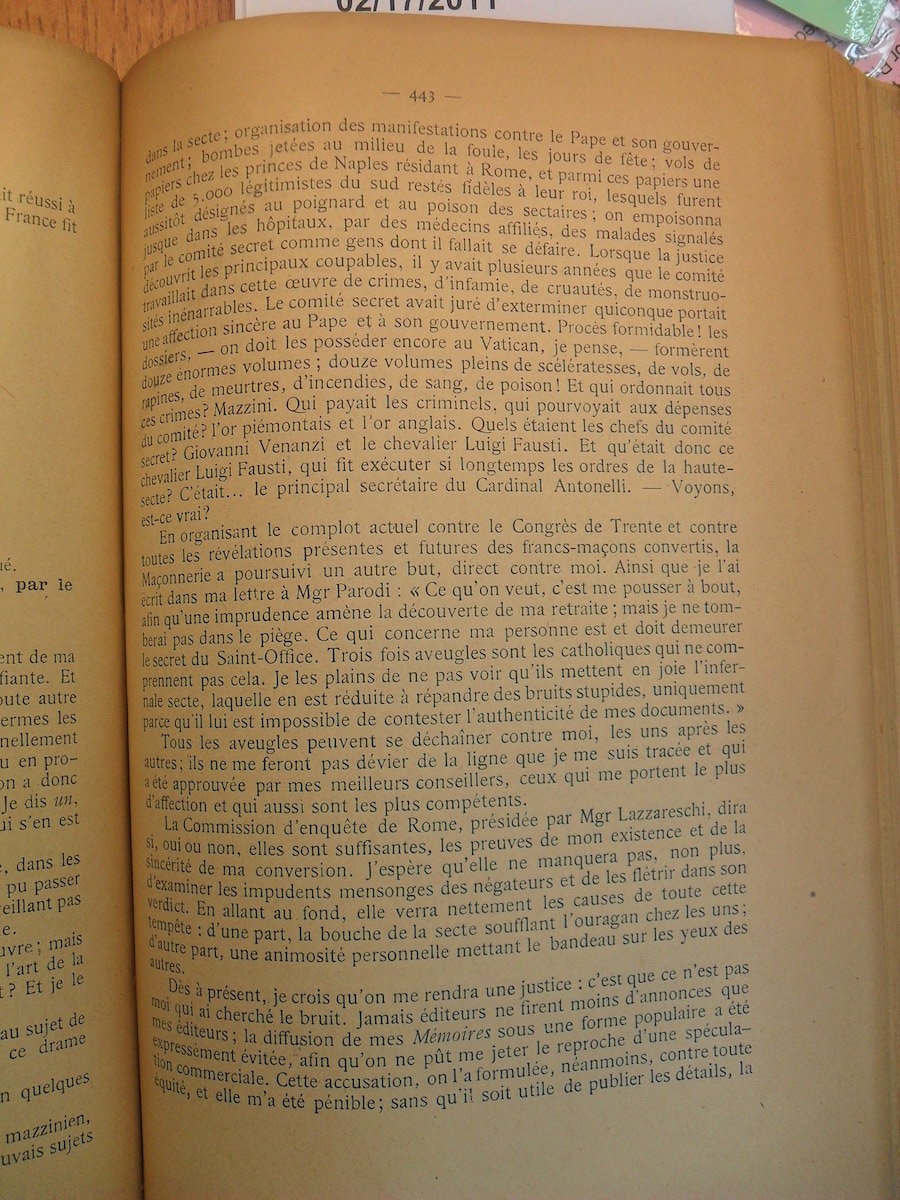 02/17/2011
— 443 —
dans la secte; organisation des manifestations contre le Pape et son gouver-
nement; bombes jetées au milieu de la foule, les jours de fête; vols de
papiers chez les princes de Naples résidant à Rome, et parmi ces papiers une
liste de 5.000 légitimistes du sud restés fidèles à leur roi, lesquels furent
aussitôt désignés au poignard et au poison des sectaires; on empoisonna
jusque dans les hôpitaux, par des médecins affiliés, des malades signalés
par le comité secret comme gens dont il fallait se défaire. Lorsque la justice
découvrit les principaux coupables, il y avait plusieurs années que le comité
travaillait dans cette œuvre de crimes, d'infamie, de cruautés, de monstruo-
sités inénarrables. Le comité secret avait juré d'exterminer quiconque portait
une affection sincère au Pape et à son gouvernement. Procès formidable! les
dossiers, — on doit les posséder encore au Vatican, je pense, — formèrent
douze énormes volumes; douze volumes pleins de scélératesses, de vols, de
rapines, de meurtres, d'incendies, de sang, de poison! Et qui ordonnait tous
ces crimes? Mazzini. Qui payait les criminels, qui pourvoyait aux dépenses
du comité? l'or piémontais et l'or anglais. Quels étaient les chefs du comité
secret? Giovanni Venanzi et le chevalier Luigi Fausti. Et qu'était donc ce
chevalier Luigi Fausti, qui fit exécuter si longtemps les ordres de la haute-
secte? C'était... le principal secrétaire du Cardinal Antonelli. — Voyons,
est-ce vrai?
En organisant le complot actuel contre le Congrès de Trente et contre
toutes les révélations présentes et futures des francs-maçons convertis, la
Maçonnerie a poursuivi un autre but, direct contre moi. Ainsi que je l'ai
écrit dans ma lettre à Mgr Parodi : « Ce qu'on veut, c'est me pousser à bout,
afin qu'une imprudence amène la découverte de ma retraite; mais je ne tom-
berai pas dans le piège. Ce qui concerne ma personne est et doit demeurer
le secret du Saint-Office. Trois fois aveugles sont les catholiques qui ne com-
prennent pas cela. Je les plains de ne pas voir qu'ils mettent en joie l'infer-
nale secte, laquelle en est réduite à répandre des bruits stupides, uniquement
parce qu'il lui est impossible de contester l'authenticité de mes documents. »
Tous les aveugles peuvent se déchaîner contre moi, les uns après les
autres; ils ne me feront pas dévier de la ligne que je me suis tracée et qui
a été approuvée par mes meilleurs conseillers, ceux qui me portent le plus
d'affection et qui aussi sont les plus compétents.
La Commission d'enquête de Rome, présidée par Mgr Lazzareschi, dira
si, oui ou non, elles sont suffisantes, les preuves de mon existence et de la
sincérité de ma conversion. J'espère qu'elle ne manquera pas, non plus,
d'examiner les impudents mensonges des négateurs et de les flétrir dans son
verdict. En allant au fond, elle verra nettement les causes de toute cette
tempête : d'une part, la bouche de la secte soufflant l'ouragan chez les uns;
d'autre part, une animosité personnelle mettant le bandeau sur les yeux des
autres.
Dès à présent, je crois qu'on me rendra une justice : c'est que ce n'est pas
moi qui ai cherché le bruit. Jamais éditeurs ne firent moins d'annonces que
mes éditeurs; la diffusion de mes Mémoires sous une forme populaire a été
expressément évitée, afin qu'on ne pût me jeter le reproche d'une spécula-
tion commerciale. Cette accusation, on l'a formulée, néanmoins, contre toute
équité, et elle m'a été pénible; sans qu'il soit utile de publier les détails, la
it réussi à
France fit
, par le
ent de ma
fiante. Et
oute autre
ermes les
nellement
u en pro-
on a donc
Je dis un,
ui s'en est
, dans les
pu passer
eillant pas
e.
uvre; mais
l'art de la
t? Et je le
au sujet de
ce drame
n quelques
mazzinien,
uvais sujets